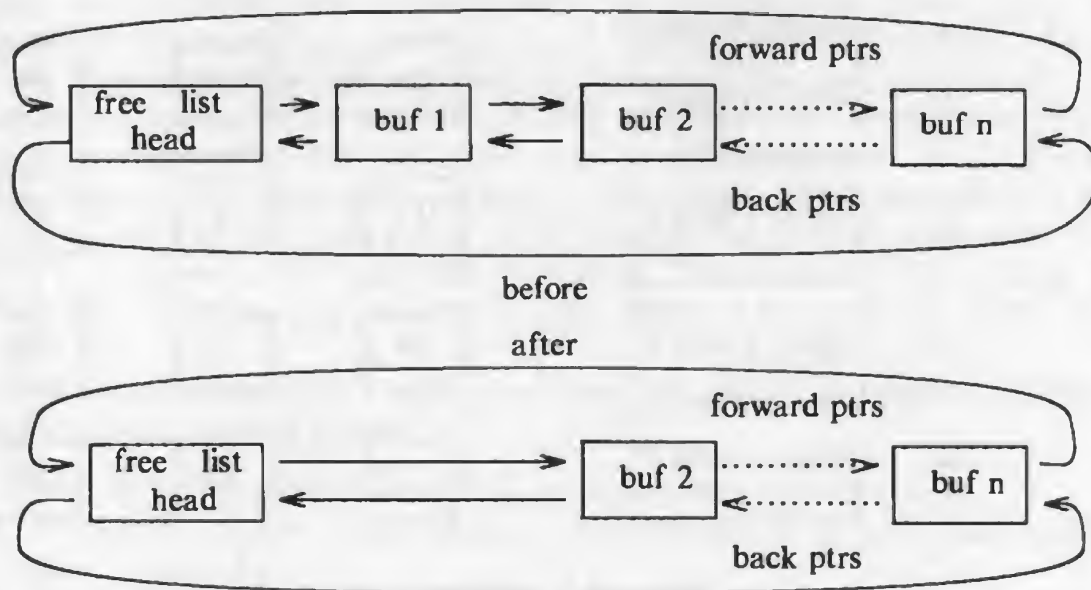 forward ptrs
free list
head
buf 1
buf 2
buf n
back ptrs
before
after
forward ptrs
free list
head
buf 2
buf n
back ptrs